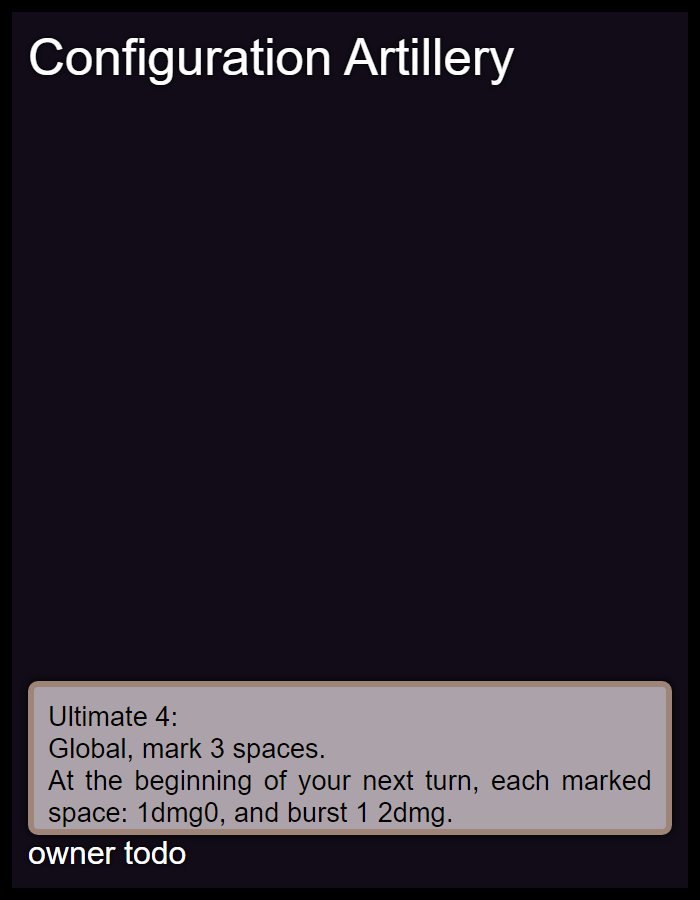 Configuration Artillery
Ultimate 4:
Global, mark 3 spaces.
At the beginning of your next turn, each marked
space: 1dmg0, and burst 1 2dmg.
owner todo